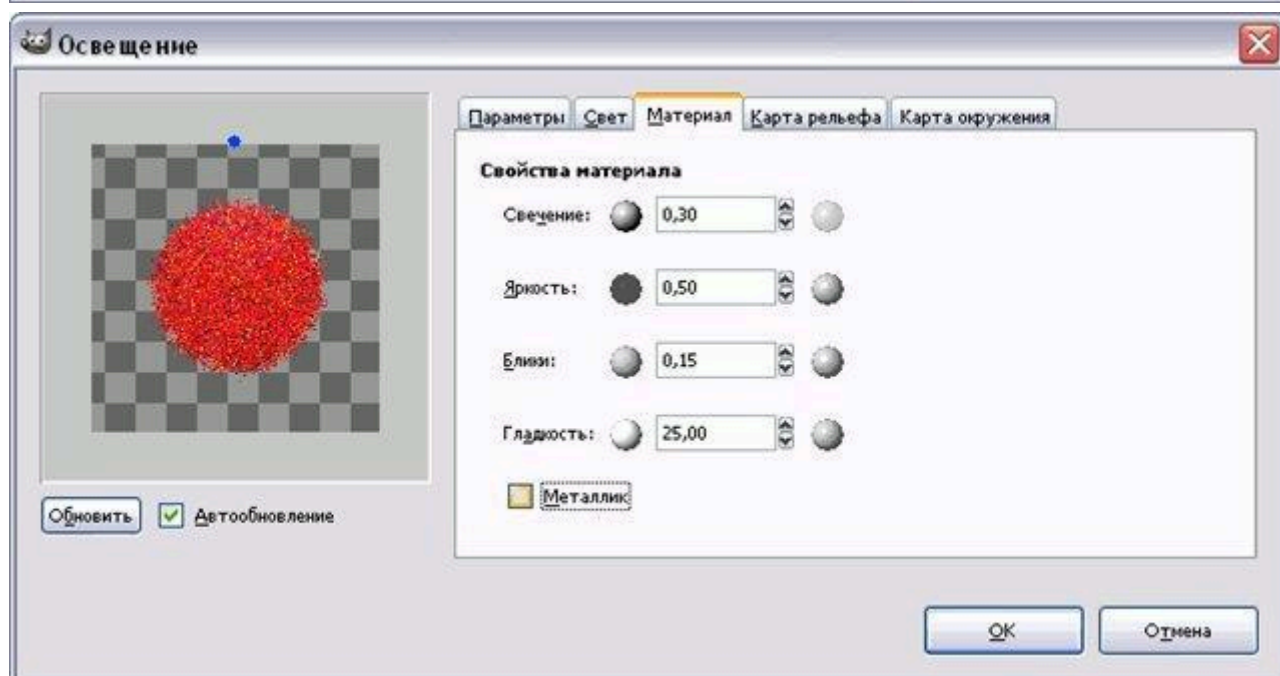 Освещение
Параметры Свет Материал Карта рельефа Карта окружения
Свойства материала
Свечение: 0,30
Яркость: 0,50
Блики: 0,15
Гладкость: 25,00
Металлик
Обновить Автообновление
OK Отмена